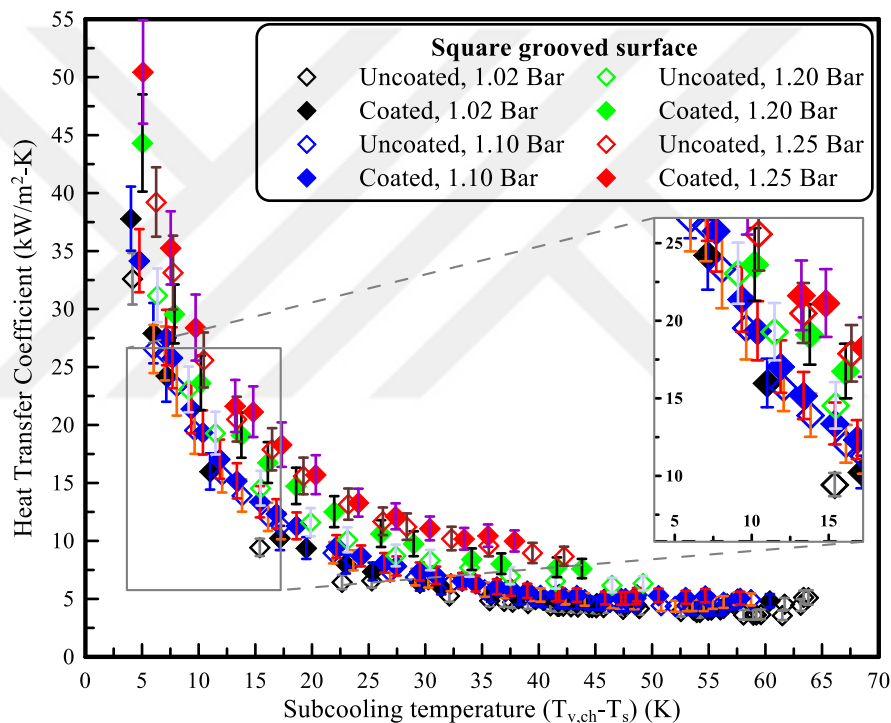 Square grooved surface
Uncoated, 1.02 Bar
Uncoated, 1.20 Bar
Coated, 1.02 Bar
Coated, 1.20 Bar
Uncoated, 1.10 Bar
Uncoated, 1.25 Bar
Coated, 1.10 Bar
Coated, 1.25 Bar
Heat Transfer Coefficient (kW/m²-K)
55
50
45
40
35
30
25
20
15
10
5
0
25
20
15
10
5 10 15
0 5 10 15 20 25 30 35 40 45 50 55 60 65 70
Subcooling temperature (Tv,ch-Ts) (K)